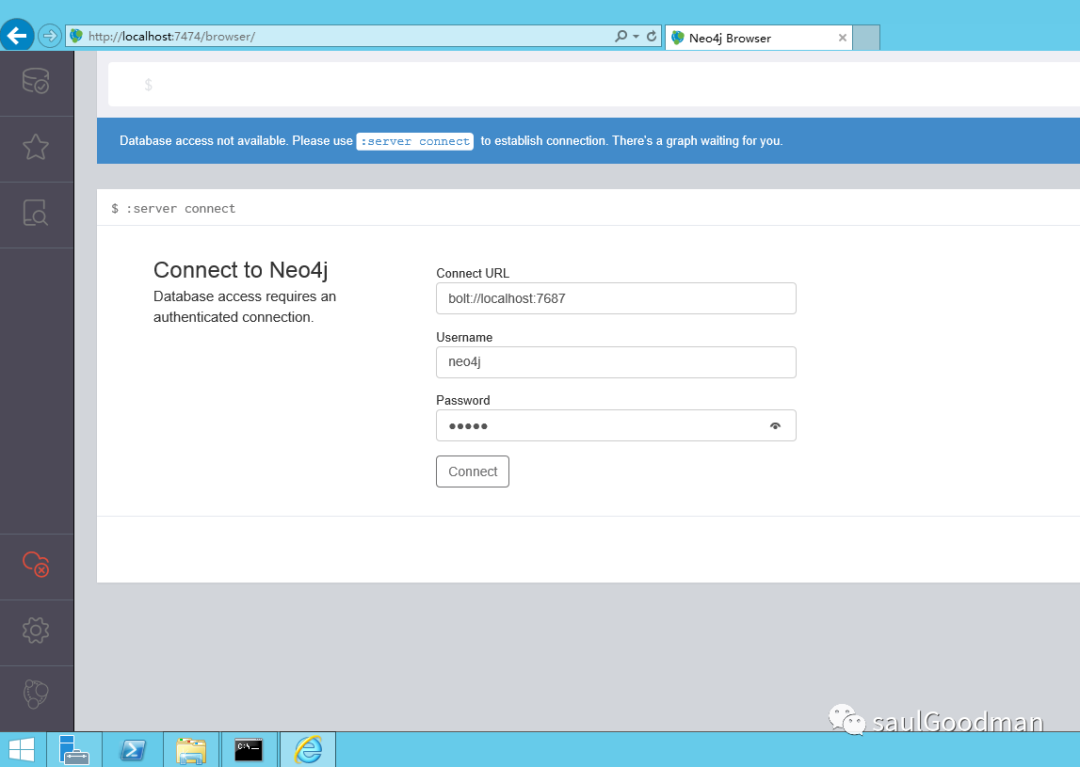 http://localhost:7474/browser/
Neo4j Browser
$
Database access not available. Please use :server connect to establish connection. There's a graph waiting for you.
$ :server connect
Connect to Neo4j
Database access requires an
authenticated connection.
Connect URL
bolt://localhost:7687
Username
neo4j
Password
•••••
Connect
saulGoodman
C:\_